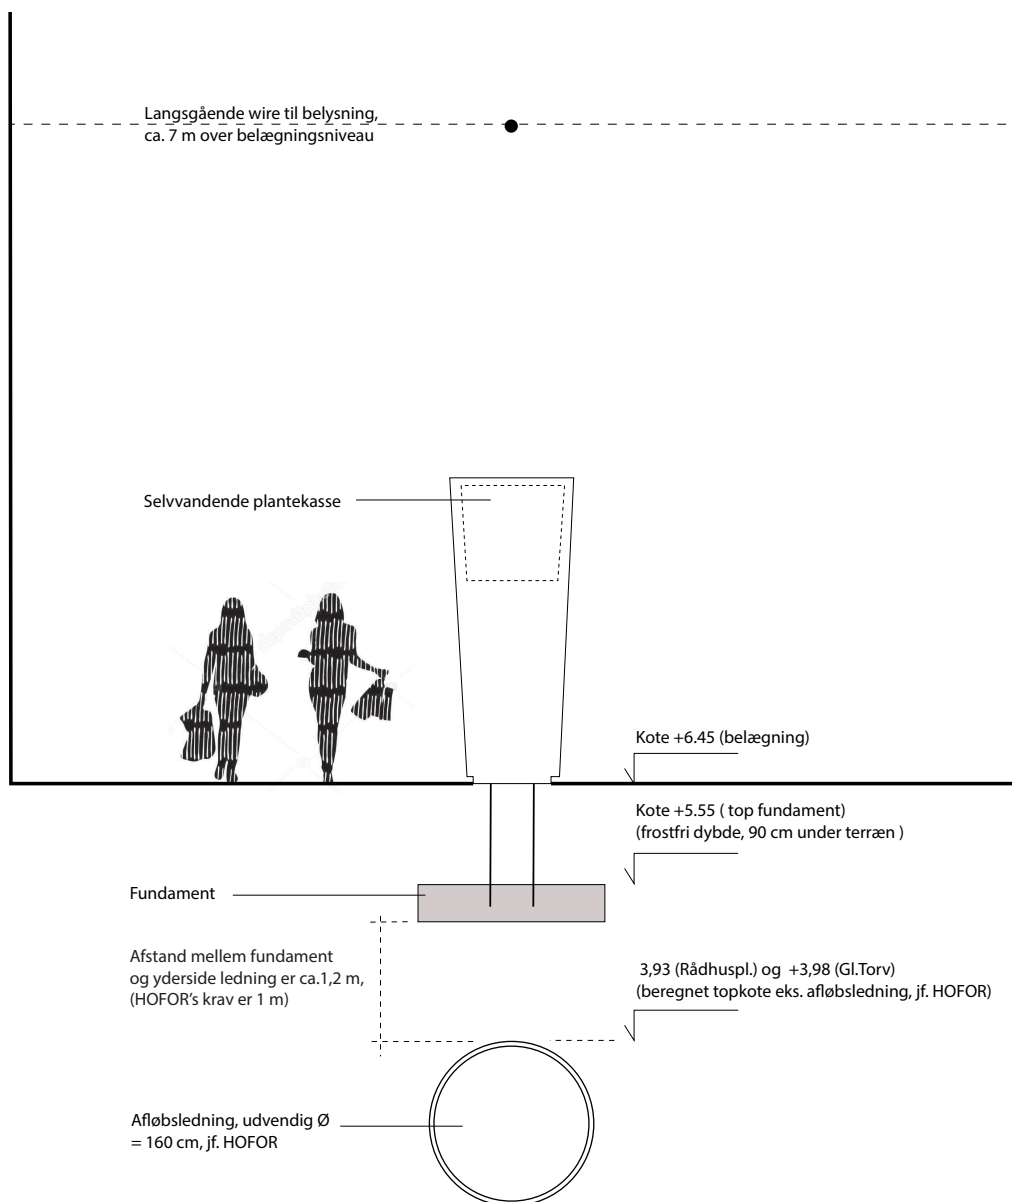 Langsgående wire til belysning,
ca. 7 m over belægningsniveau
Selvvandende plantekasse
Kote +6.45 (belægning)
Kote +5.55 ( top fundament)
(frostfri dybde, 90 cm under terræn )
Fundament
Afstand mellem fundament
og yderside ledning er ca.1,2 m,
(HOFOR's krav er 1 m)
3,93 (Rådhuspl.) og +3,98 (Gl.Torv)
(beregnet topkote eks. afløbsledning, jf. HOFOR)
Afløbsledning, udvendig Ø
= 160 cm, jf. HOFOR